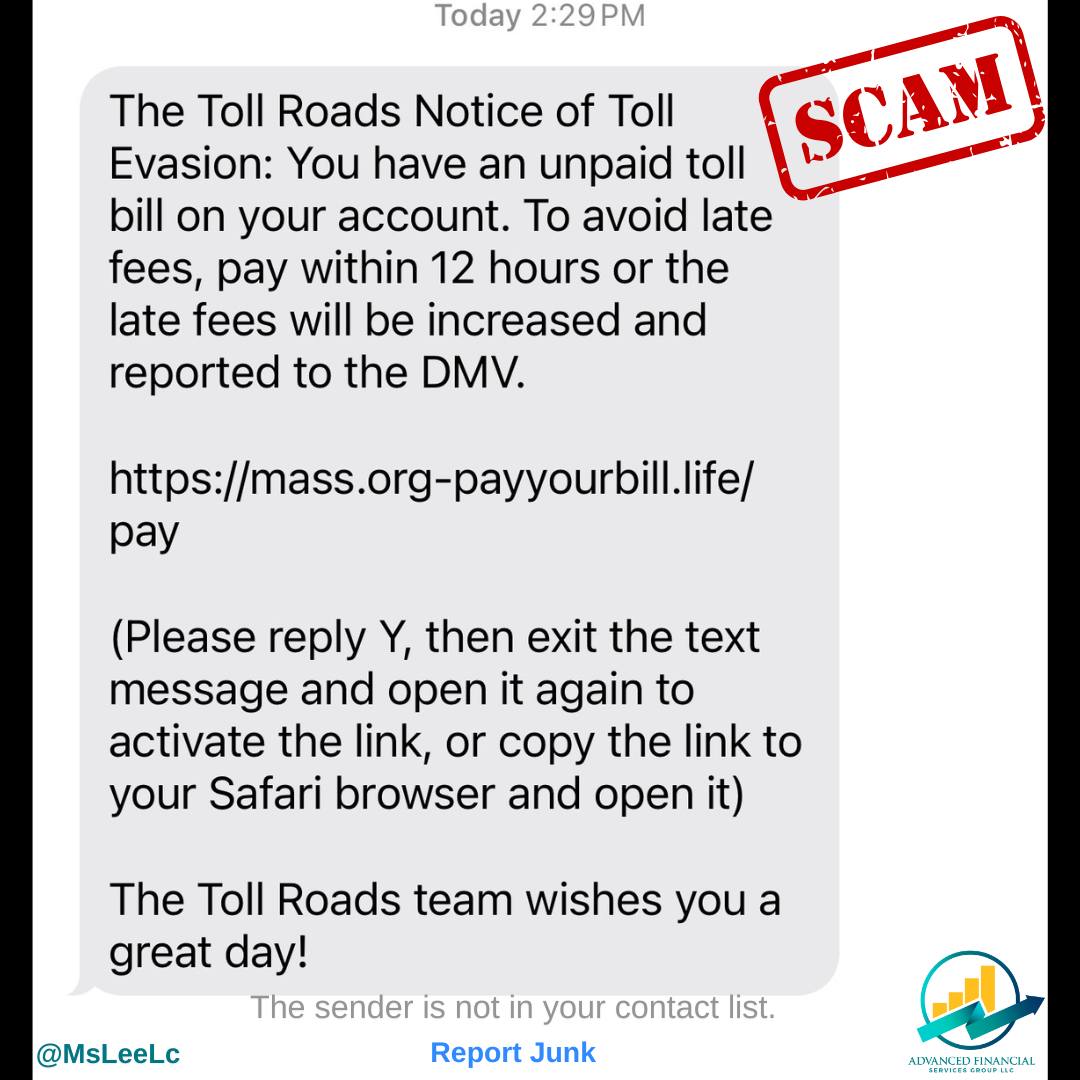 Today 2:29 PM
SCAM
The Toll Roads Notice of Toll
Evasion: You have an unpaid toll
bill on your account. To avoid late
fees, pay within 12 hours or the
late fees will be increased and
reported to the DMV.
https://mass.org-payyourbill.life/
pay
(Please reply Y, then exit the text
message and open it again to
activate the link, or copy the link to
your Safari browser and open it)
The Toll Roads team wishes you a
great day!
The sender is not in your contact list.
@MsLeeLc
Report Junk
ADVANCED FINANCIAL
SERVICES GROUP LLC